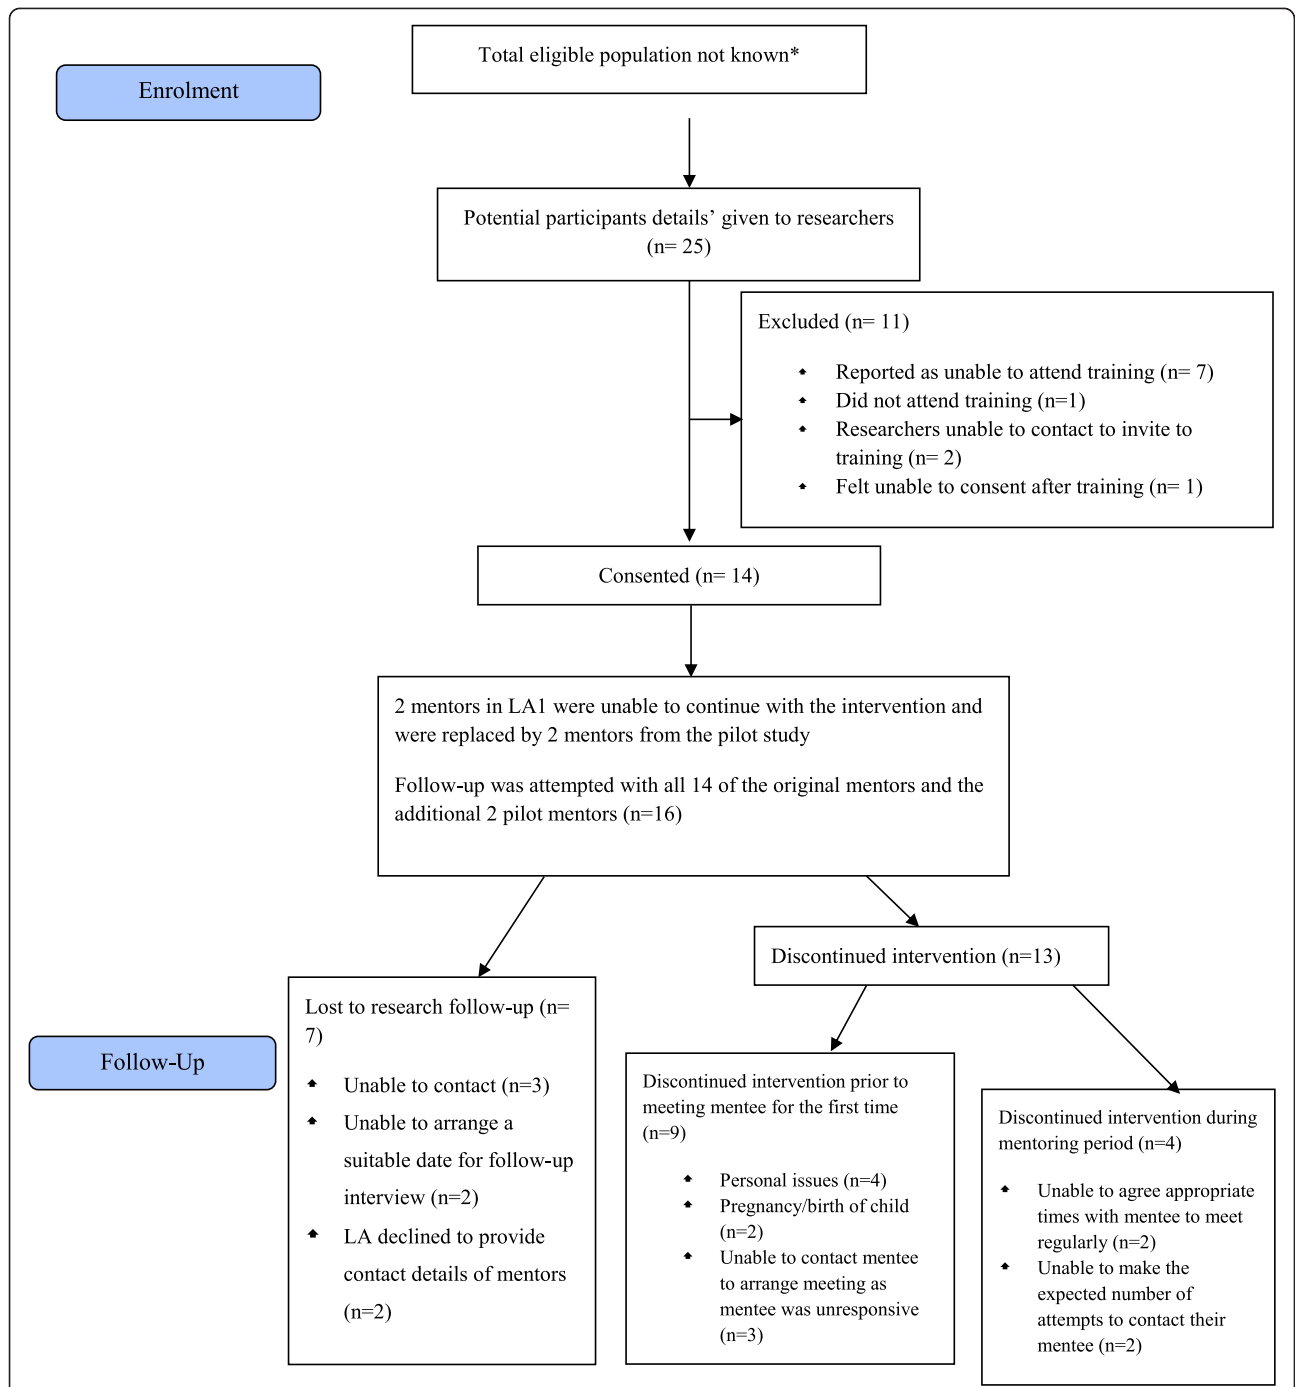 Total eligible population not known*
Enrolment
Potential participants details’ given to researchers
(n= 25)
Excluded (n= 11)
Reported as unable to attend training (n= 7)
Did not attend training (n=1)
Researchers unable to contact to invite to
training (n= 2)
Felt unable to consent after training (n= 1)
Consented (n= 14)
2 mentors in LA1 were unable to continue with the intervention and
were replaced by 2 mentors from the pilot study
Follow-up was attempted with all 14 of the original mentors and the
additional 2 pilot mentors (n=16)
Discontinued intervention (n=13)
Follow-Up
Lost to research follow-up (n=
7)
Unable to contact (n=3)
Unable to arrange a
suitable date for follow-up
interview (n=2)
LA declined to provide
contact details of mentors
(n=2)
Discontinued intervention prior to
meeting mentee for the first time
(n=9)
Personal issues (n=4)
Pregnancy/birth of child
(n=2)
Unable to contact mentee
to arrange meeting as
mentee was unresponsive
(n=3)
Discontinued intervention during
mentoring period (n=4)
Unable to agree appropriate
times with mentee to meet
regularly (n=2)
Unable to make the
expected number of
attempts to contact their
mentee (n=2)